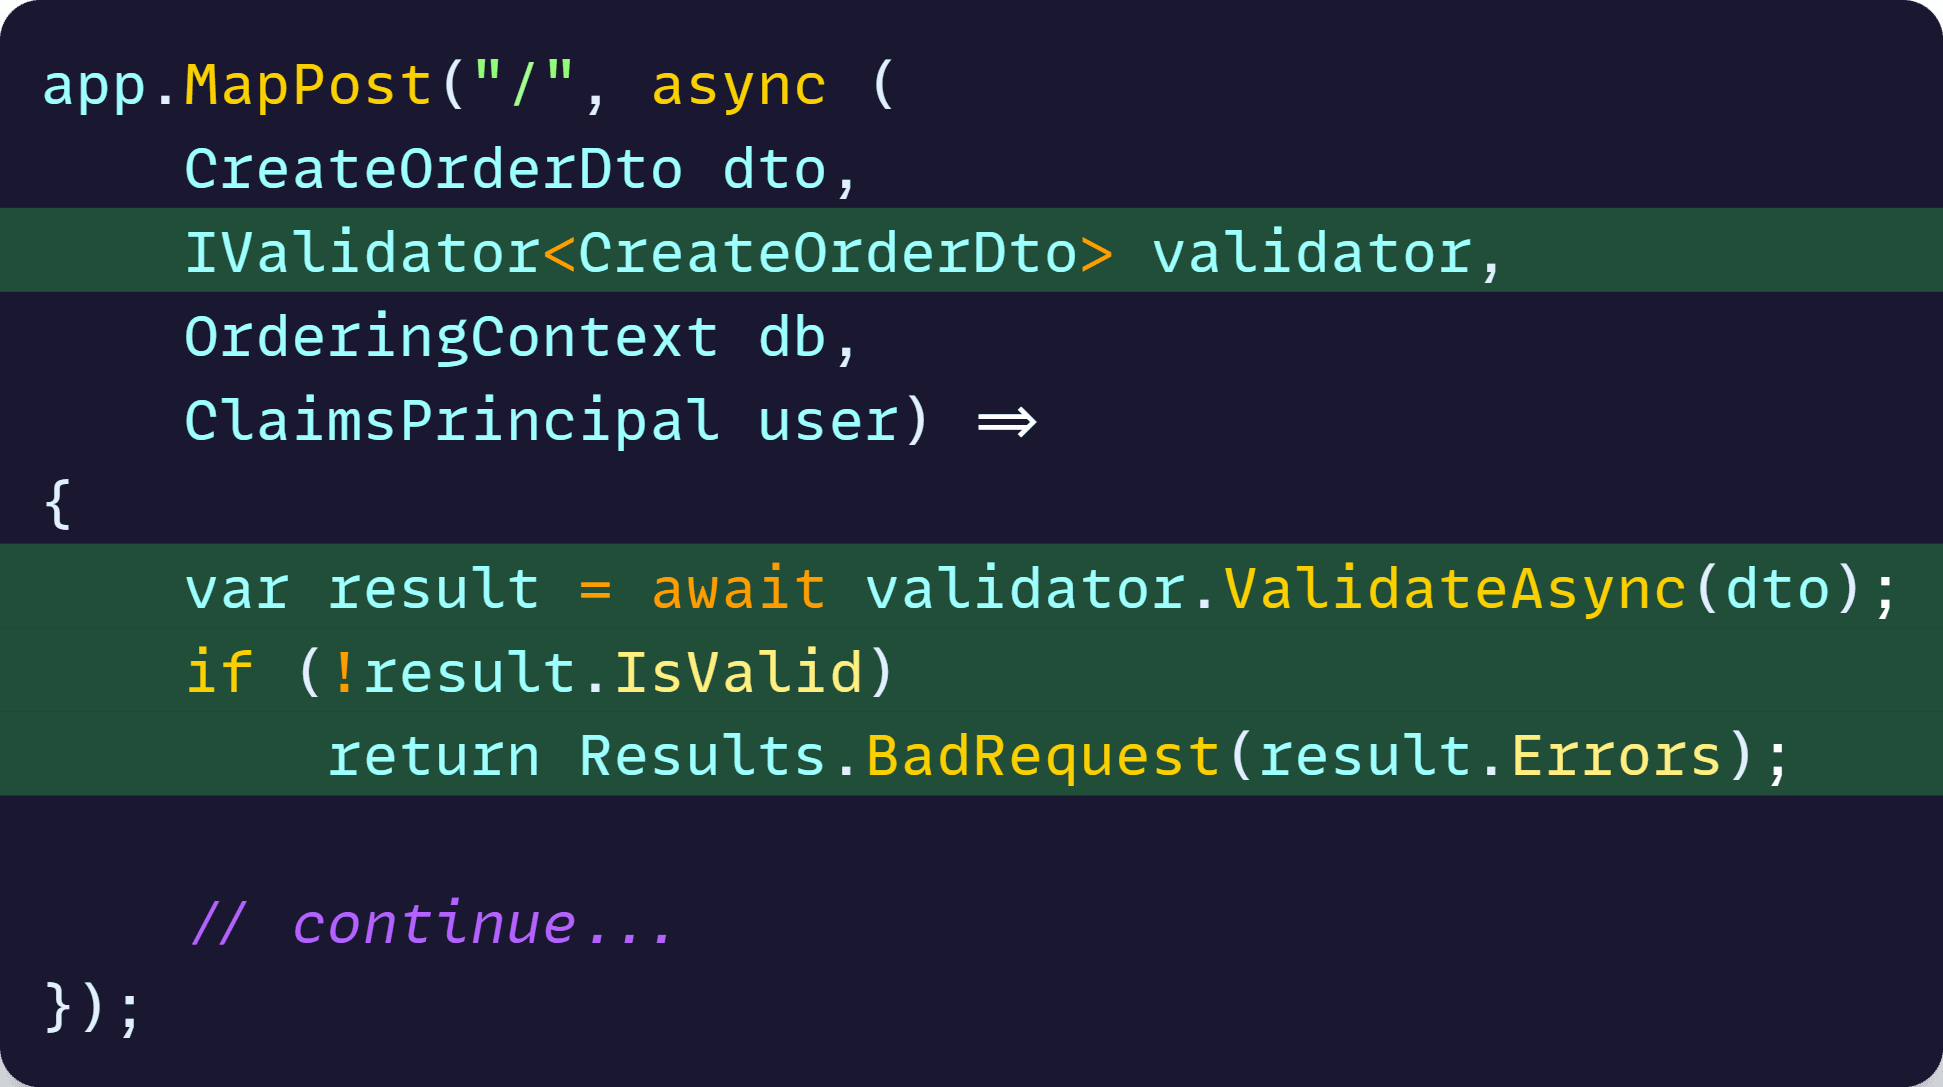 app.MapPost("/", async (
    CreateOrderDto dto,
    IValidator<CreateOrderDto> validator,
    OrderingContext db,
    ClaimsPrincipal user) =>
{
    var result = await validator.ValidateAsync(dto);
    if (!result.IsValid)
        return Results.BadRequest(result.Errors);

    // continue...
});